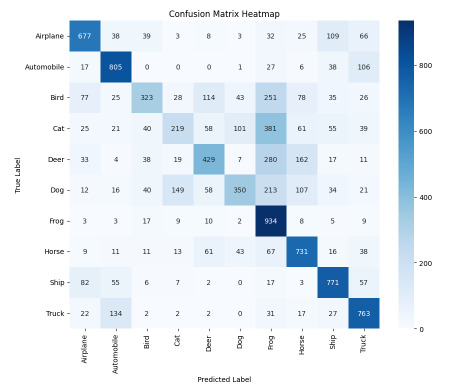 Confusion Matrix Heatmap
Airplane 677 38 39 3 8 3 32 25 109 66
Automobile 17 805 0 0 0 1 27 6 38 106
Bird 77 25 323 28 114 43 251 78 35 26
Cat 25 21 40 219 58 101 381 61 55 39
Deer 33 4 38 19 429 7 280 162 17 11
Dog 12 16 40 149 58 350 213 107 34 21
Frog 3 3 17 9 10 2 934 8 5 9
Horse 9 11 11 13 61 43 67 731 16 38
Ship 82 55 6 7 2 0 17 3 771 57
Truck 22 134 2 2 2 0 31 17 27 763
True Label
Airplane Automobile Bird Cat Deer Dog Frog Horse Ship Truck
Predicted Label
800
600
400
200
0